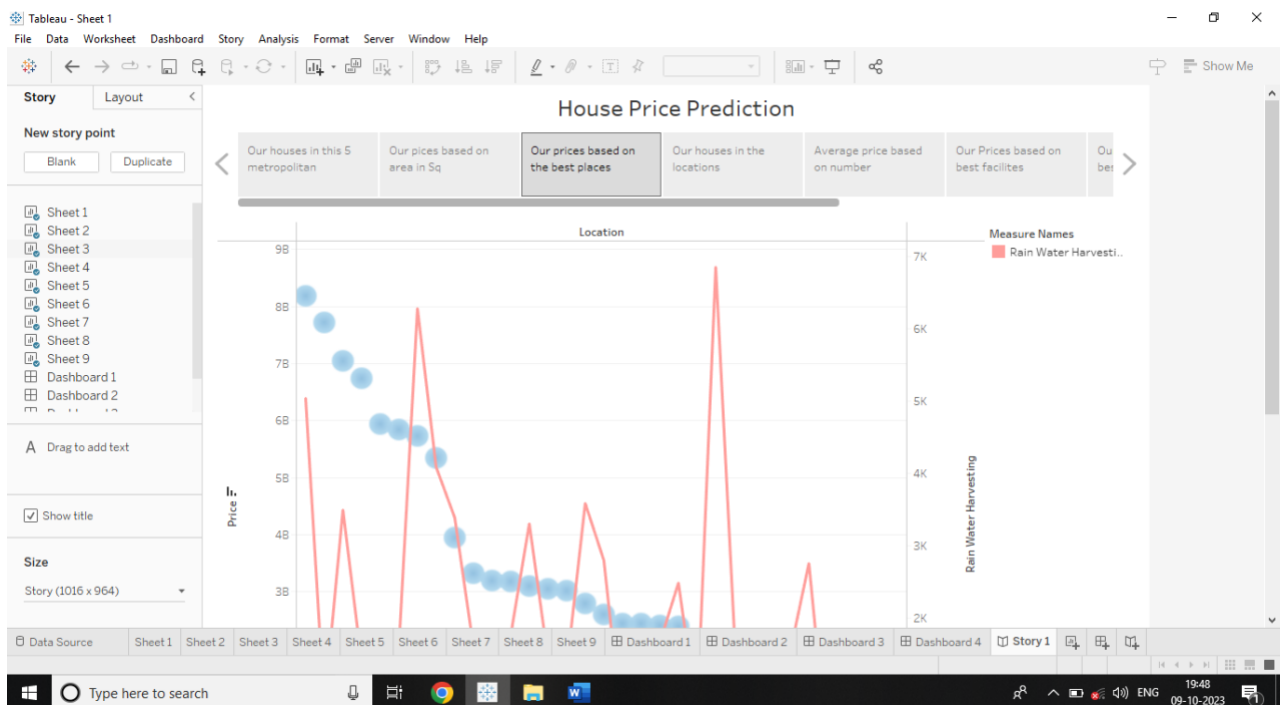 Tableau - Sheet 1
File Data Worksheet Dashboard Story Analysis Format Server Window Help
Show Me
Story Layout
New story point
Blank Duplicate
Sheet 1
Sheet 2
Sheet 3
Sheet 4
Sheet 5
Sheet 6
Sheet 7
Sheet 8
Sheet 9
Dashboard 1
Dashboard 2
A Drag to add text
Show title
Size
Story (1016 x 964)
House Price Prediction
Our houses in this 5
metropolitan
Our pices based on
area in Sq
Our prices based on
the best places
Our houses in the
locations
Average price based
on number
Our Prices based on
best facilites
Ou
bes
Location
9B
8B
7B
6B
5B
4B
3B
Price
7K
6K
5K
4K
3K
2K
Rain Water Harvesting
Measure Names
Rain Water Harvesti..
Data Source Sheet 1 Sheet 2 Sheet 3 Sheet 4 Sheet 5 Sheet 6 Sheet 7 Sheet 8 Sheet 9 Dashboard 1 Dashboard 2 Dashboard 3 Dashboard 4 Story 1
Type here to search
ENG
19:48
09-10-2023
1